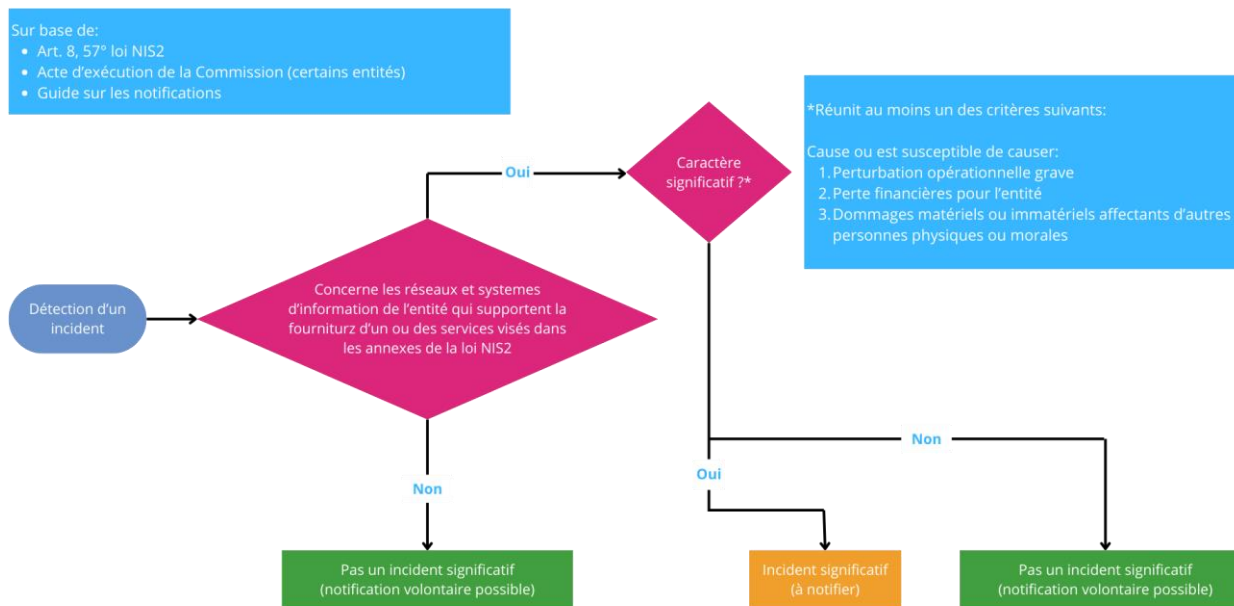 Sur base de:
• Art. 8, 57° loi NIS2
• Acte d'exécution de la Commission (certains entités)
• Guide sur les notifications
*Réunit au moins un des critères suivants:
Cause ou est susceptible de causer:
1. Perturbation opérationnelle grave
2. Perte financières pour l'entité
3. Dommages matériels ou immatériels affectants d'autres
personnes physiques ou morales
Oui
Caractère
significatif ?*
Détection d'un
incident
Concerne les réseaux et systemes
d'information de l'entité qui supportent la
fourniturz d'un ou des services visés dans
les annexes de la loi NIS2
Non
Oui
Non
Pas un incident significatif
(notification volontaire possible)
Incident significatif
(à notifier)
Pas un incident significatif
(notification volontaire possible)